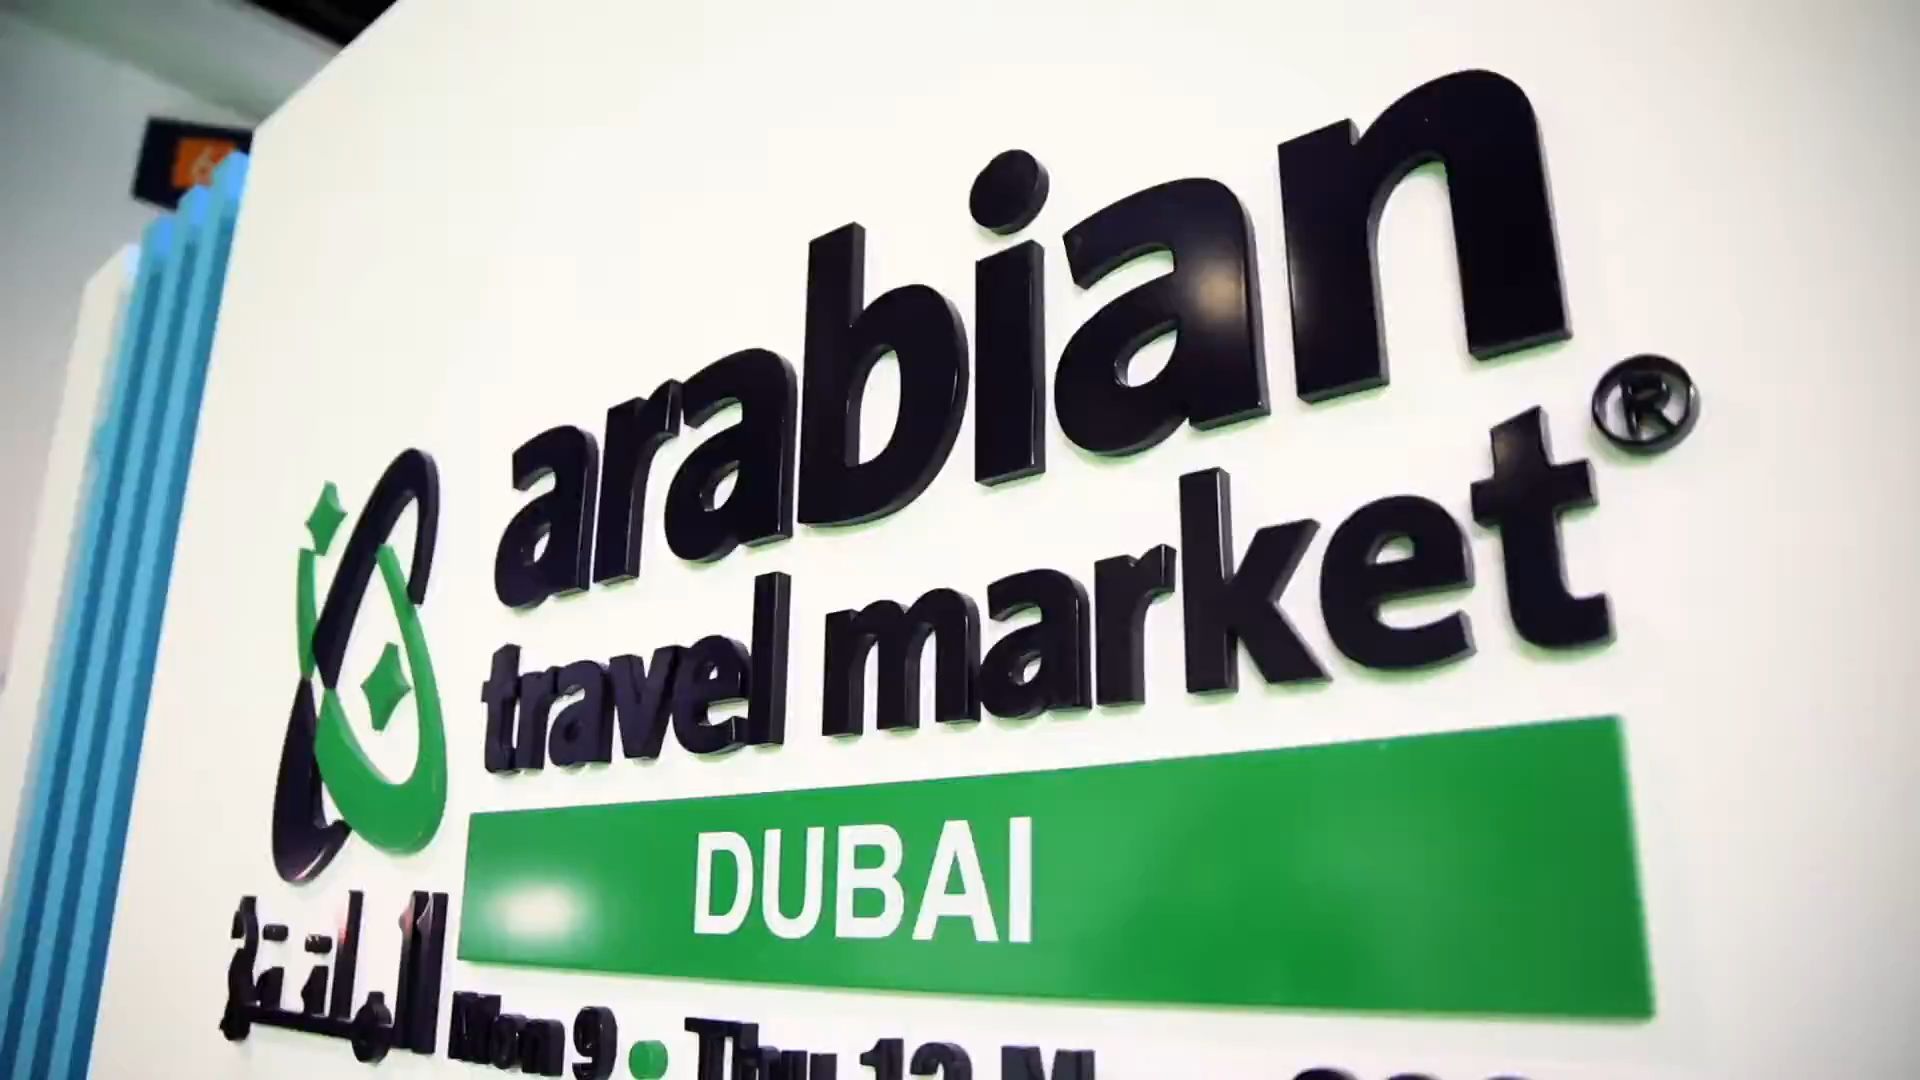 arabian
travel market®
DUBAI
الملتقى
Mon 9 • Thu 12 M